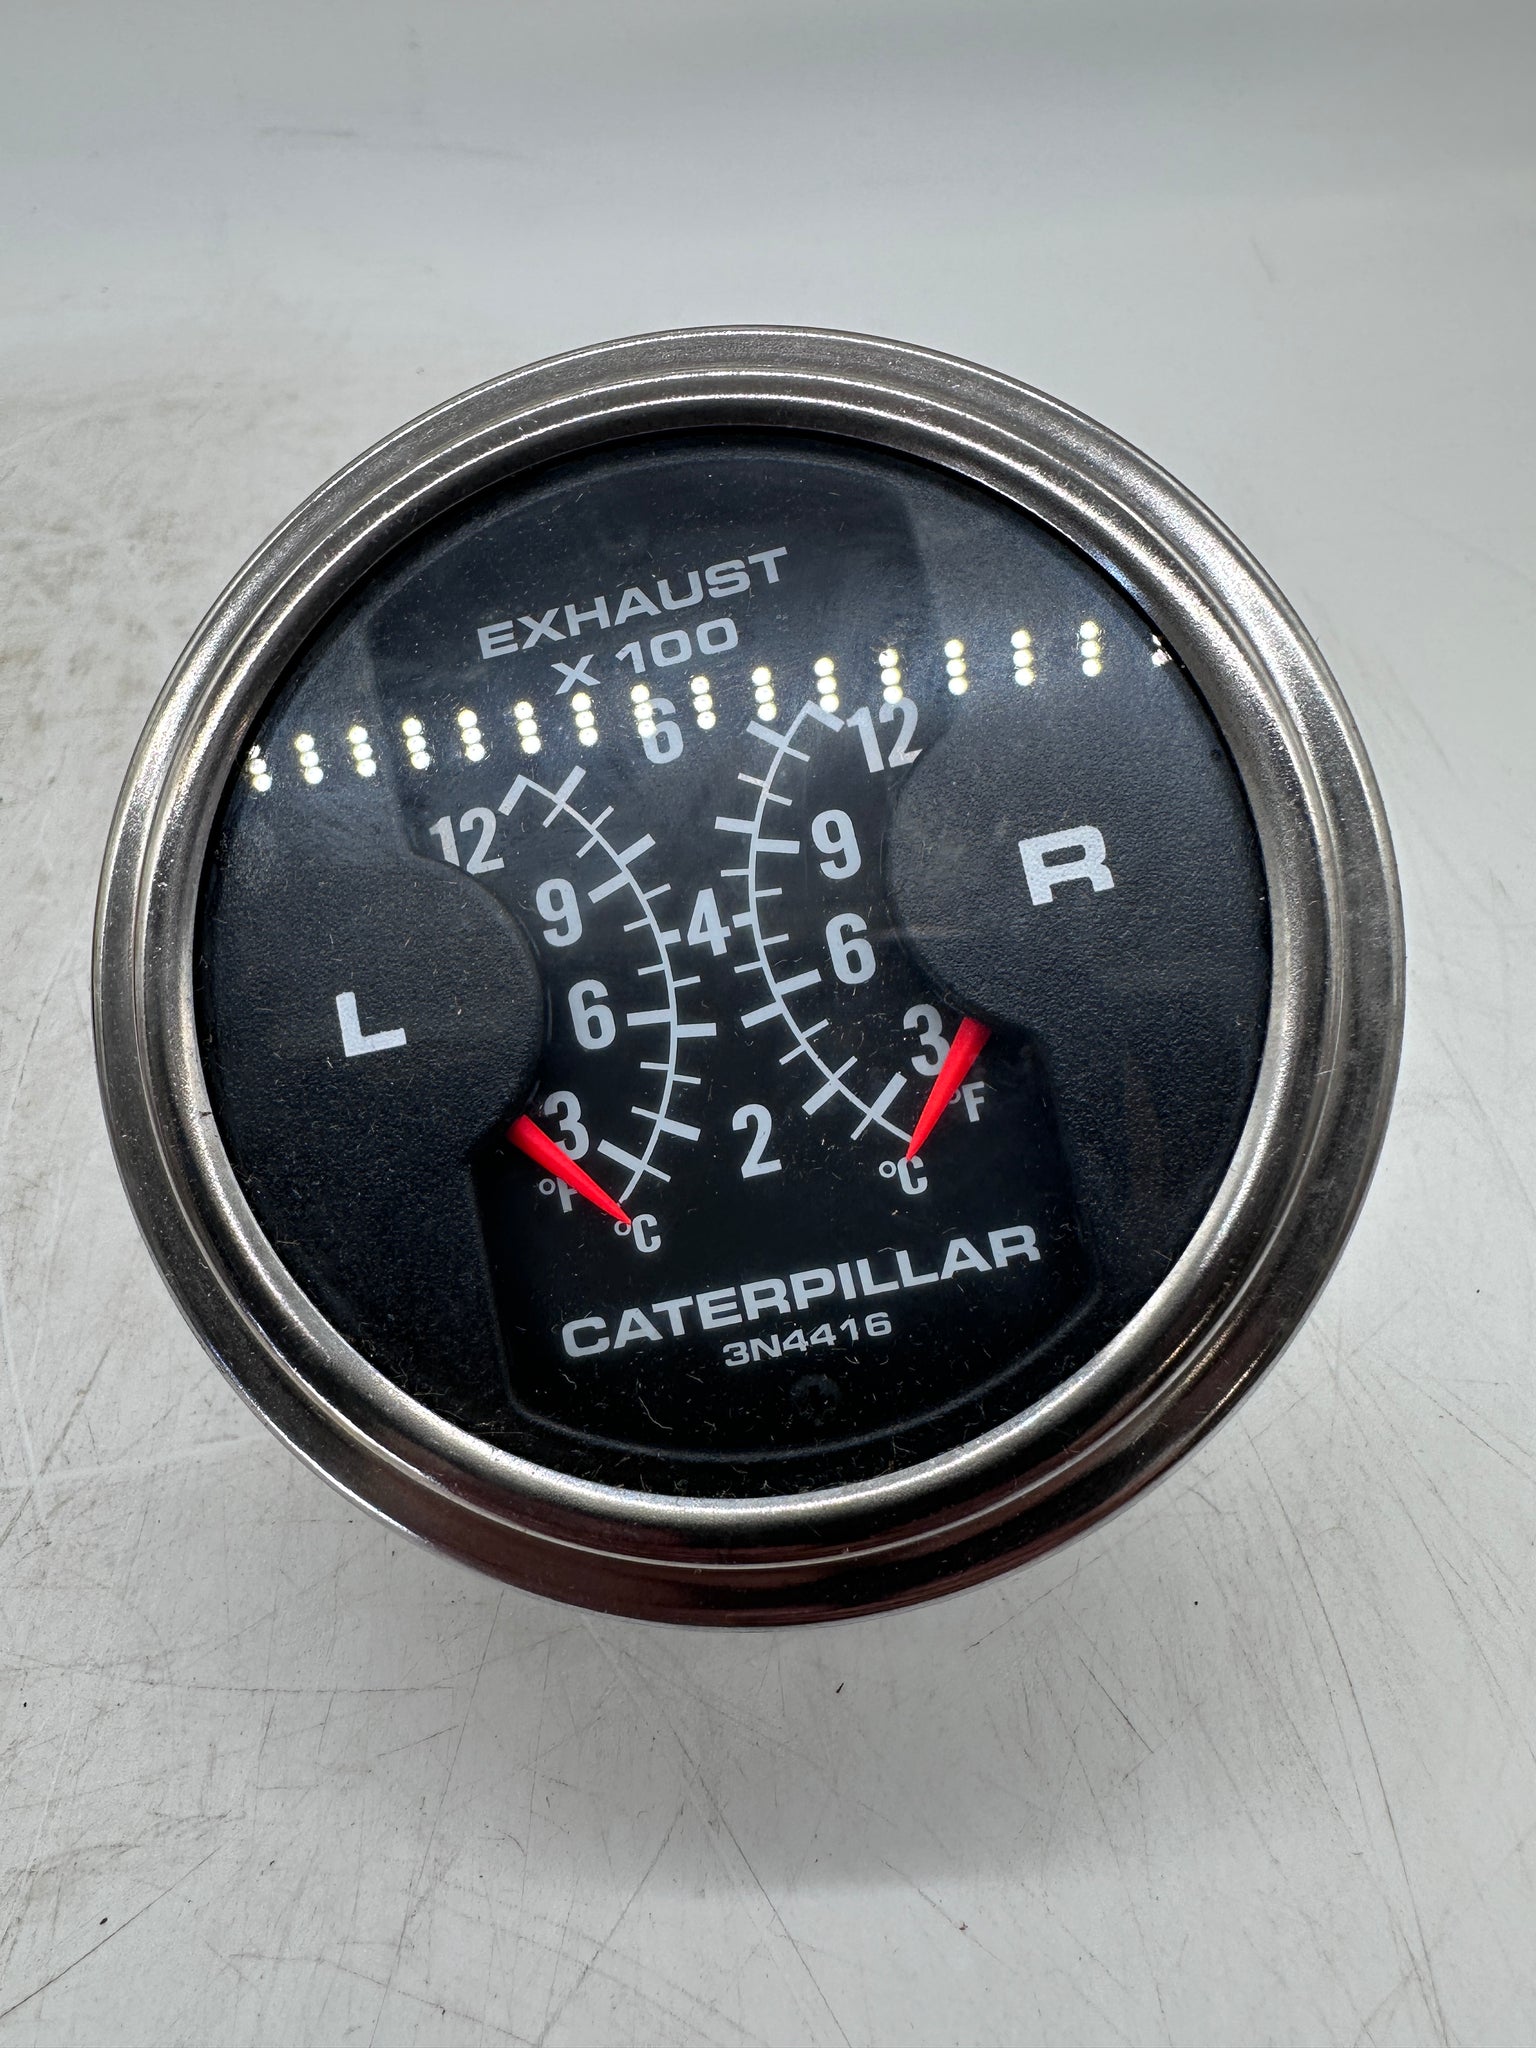 EXHAUST
X 100
6
12 12
9 4 9
6 6
3 2 3
°F °F
°C °C
L R
CATERPILLAR
3N4416